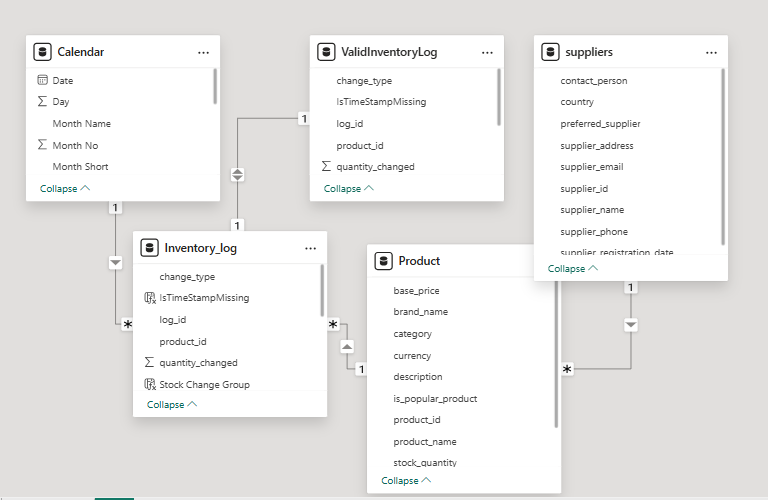 Calendar
Date
Day
Month Name
Month No
Month Short
Collapse
ValidInventoryLog
change_type
IsTimeStampMissing
log_id
product_id
quantity_changed
Collapse
suppliers
contact_person
country
preferred_supplier
supplier_address
supplier_email
supplier_id
supplier_name
supplier_phone
supplier_registration_date
Collapse
1
1
1
1
1
*
*
*
Inventory_log
change_type
IsTimeStampMissing
log_id
product_id
quantity_changed
Stock Change Group
Collapse
Product
base_price
brand_name
category
currency
description
is_popular_product
product_id
product_name
stock_quantity
Collapse